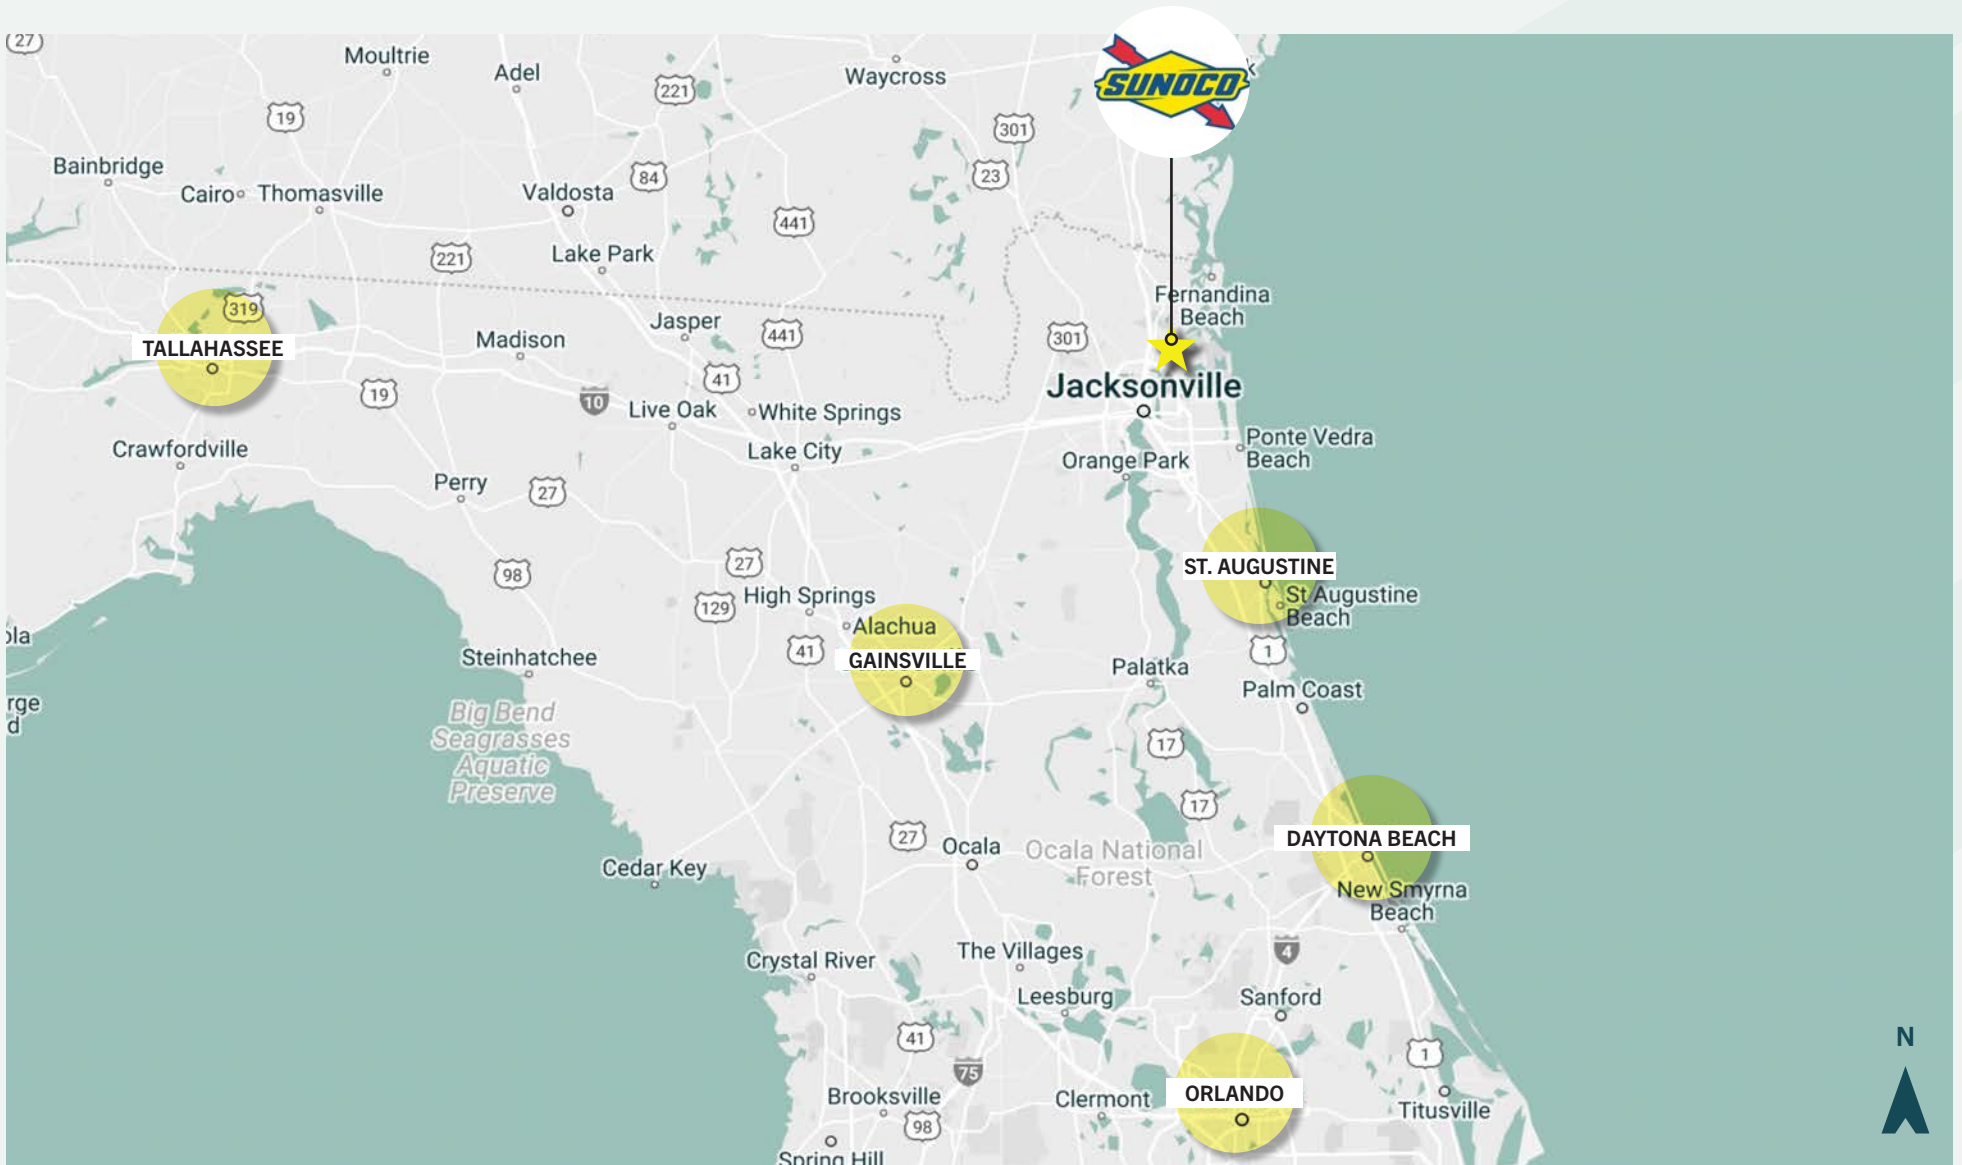 27
Moultrie
Adel
221
Waycross
SUNOCO
k
19
301
Bainbridge
Cairo
Thomasville
Valdosta
84
23
441
221
Lake Park
Fernandina
Beach
319
TALLAHASSEE
Madison
Jasper
441
301
Jacksonville
19
10
41
Live Oak
White Springs
Lake City
Ponte Vedra
Beach
Orange Park
Crawfordville
Perry
27
98
27
129
High Springs
Alachua
41
GAINSVILLE
ST. AUGUSTINE
St Augustine
Beach
1
ola
Steinhatchee
Palatka
Palm Coast
rge
d
Big Bend
Seagrasses
Aquatic
Preserve
17
17
27
Ocala
Ocala National
Forest
DAYTONA BEACH
New Smyrna
Beach
Cedar Key
Crystal River
The Villages
4
Leesburg
Sanford
41
75
1
N
Brooksville
98
Clermont
ORLANDO
Titusville
Spring Hill